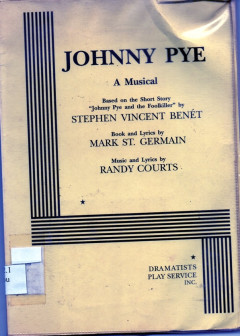 JOHNNY PYE
A Musical
Based on the Short Story
"Johnny Pye and the Foolkiller" by
STEPHEN VINCENT BENÉT
Book and Lyrics by
MARK ST. GERMAIN
Music and Lyrics by
RANDY COURTS
DRAMATISTS
PLAY SERVICE
INC.